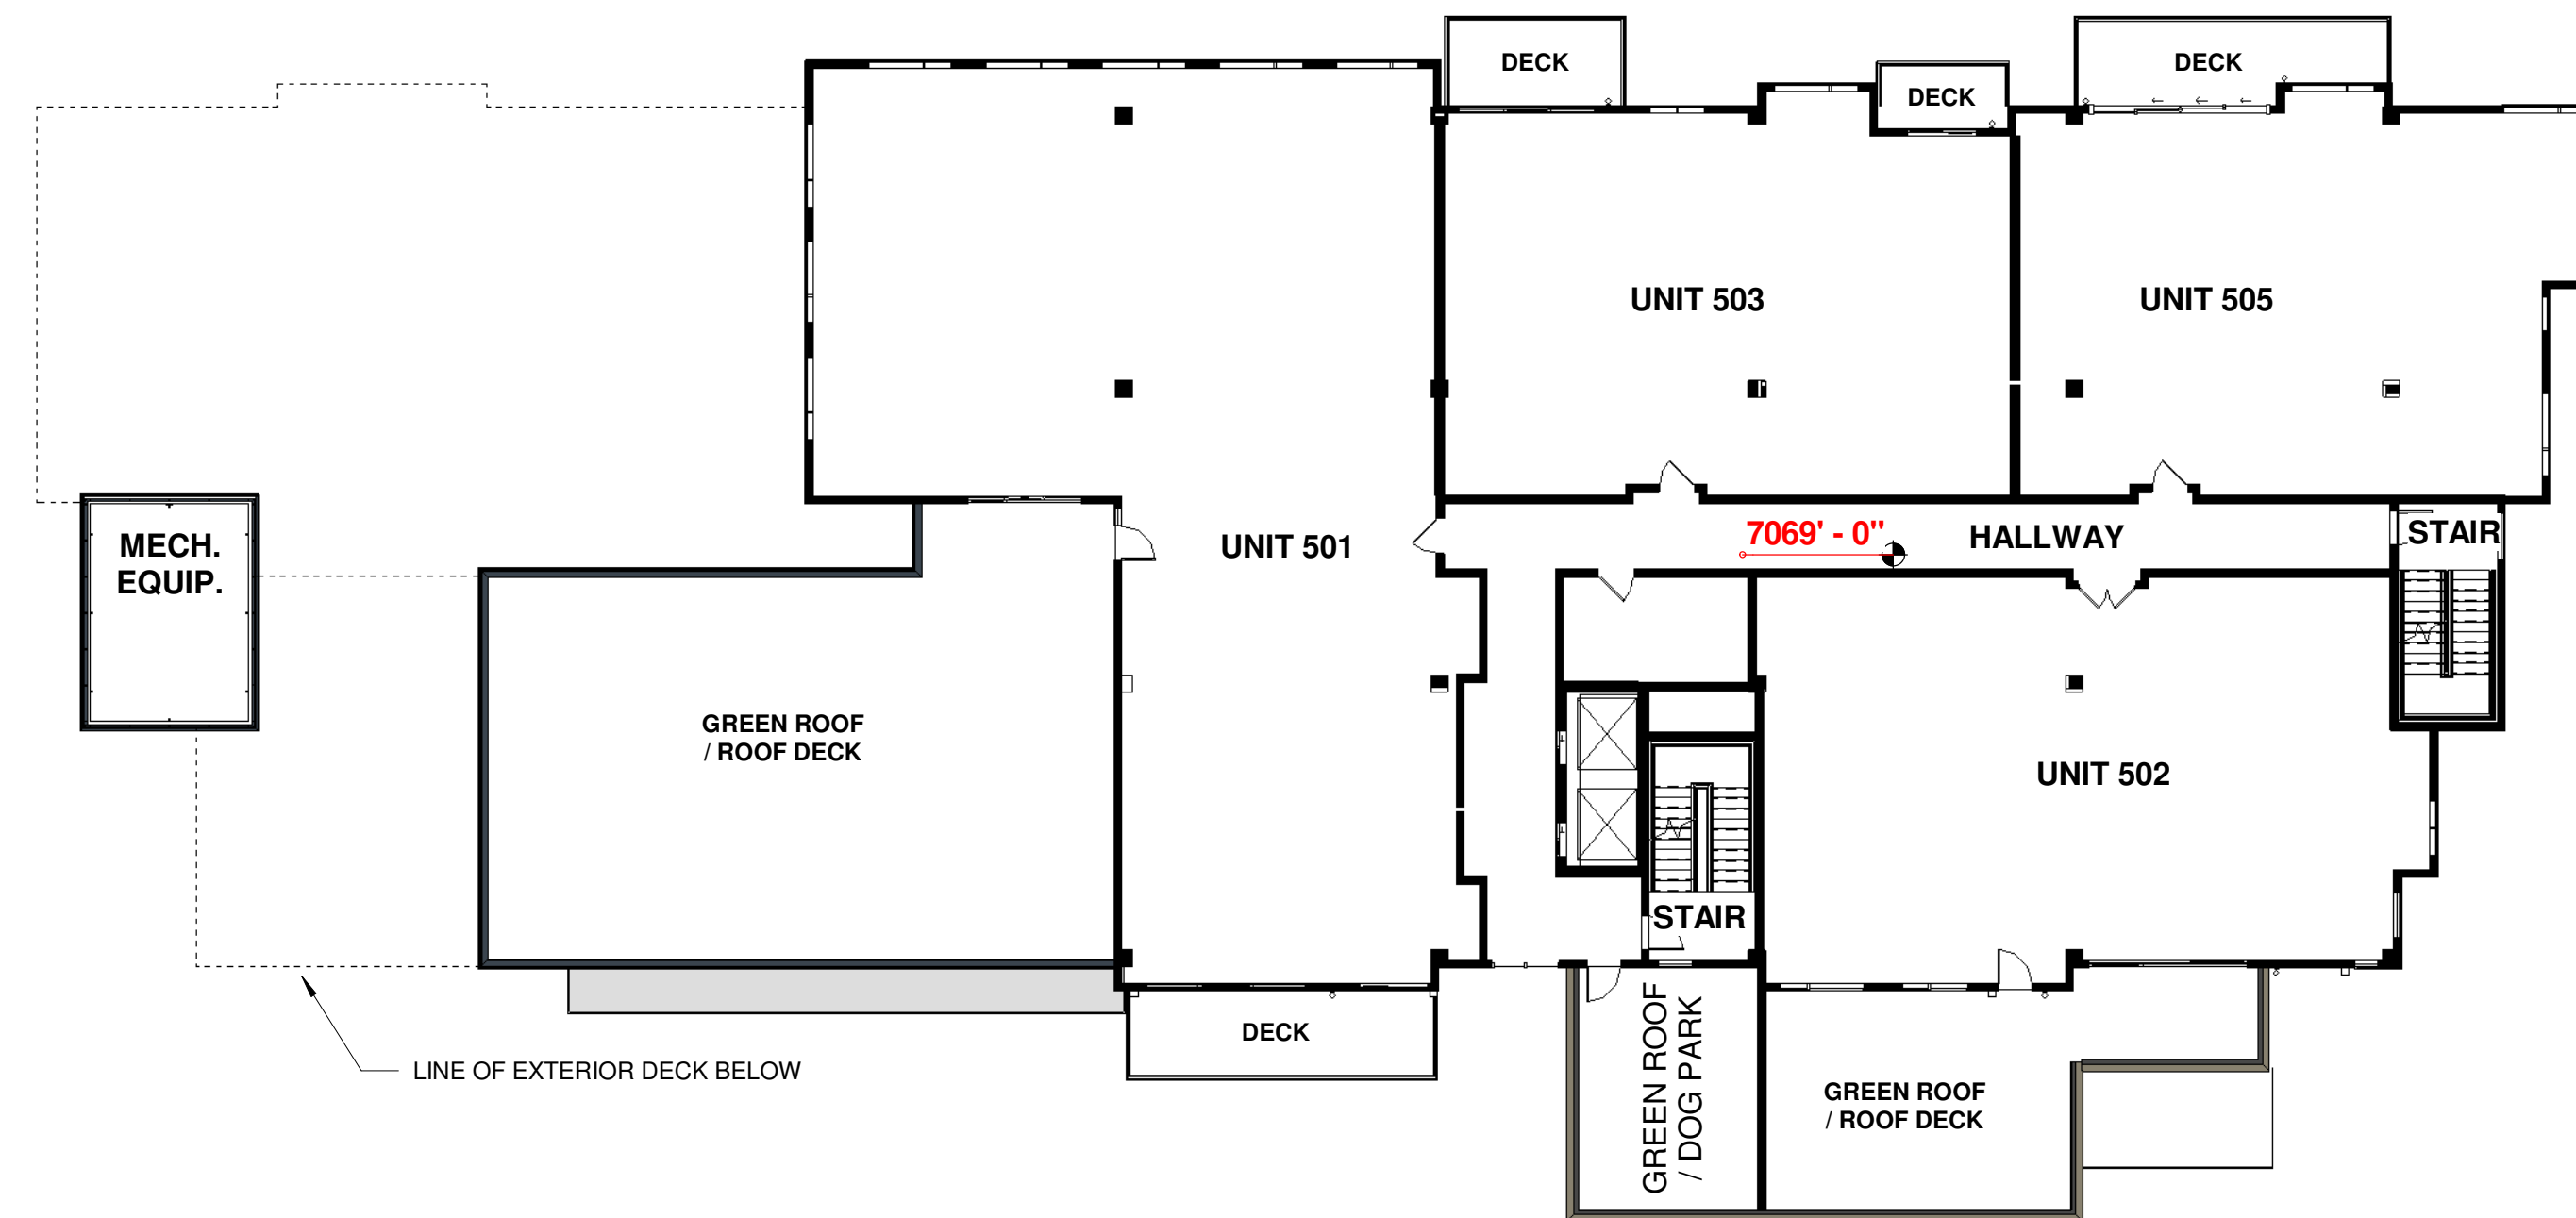 DECK
DECK
DECK
UNIT 503
UNIT 505
7069' - 0"
HALLWAY
STAIR
MECH.
EQUIP.
UNIT 501
GREEN ROOF
/ ROOF DECK
UNIT 502
STAIR
DECK
LINE OF EXTERIOR DECK BELOW
GREEN ROOF
/ DOG PARK
GREEN ROOF
/ ROOF DECK